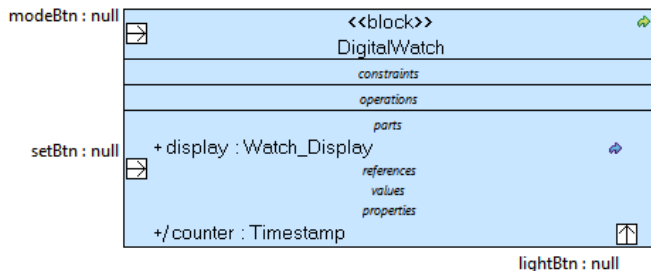 modeBtn : null
<<block>>
DigitalWatch
constraints
operations
parts
setBtn : null
+ display : Watch_Display
references
values
properties
+/ counter : Timestamp
lightBtn : null